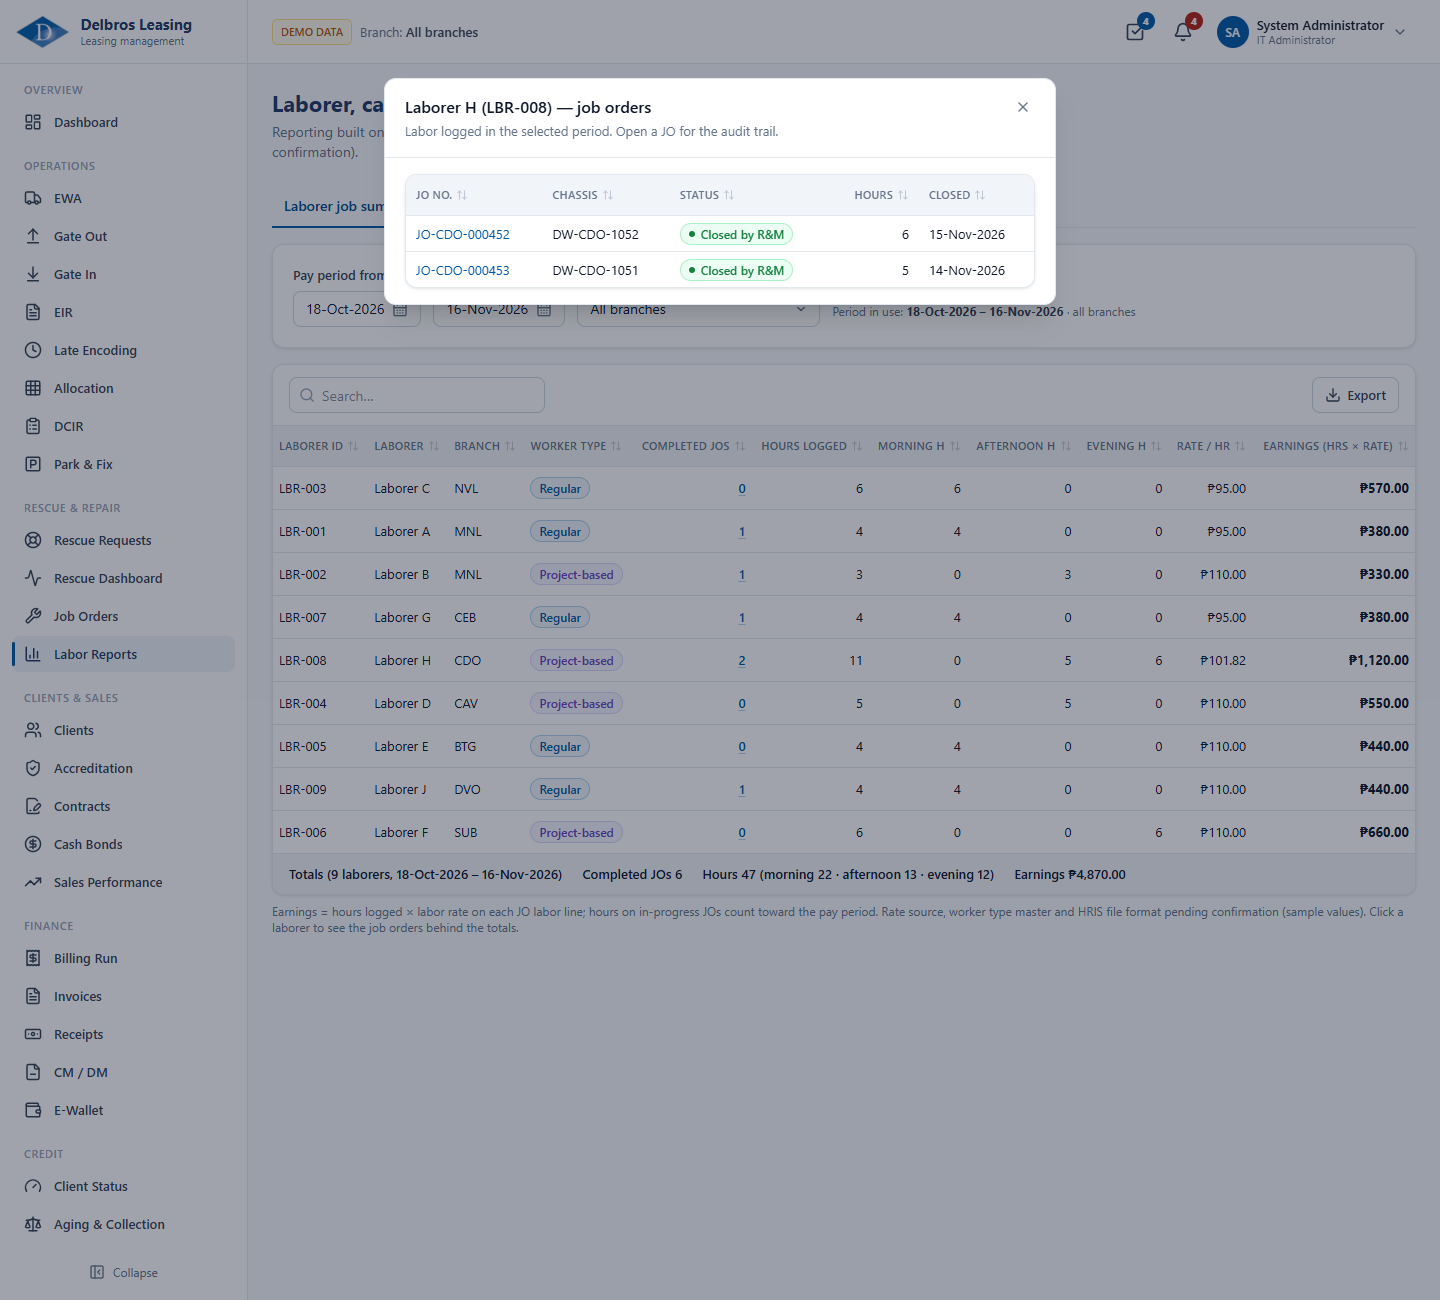 Delbros Leasing
Leasing management
DEMO DATA
Branch: All branches
4
4
SA
System Administrator
IT Administrator
OVERVIEW
Dashboard
OPERATIONS
EWA
Gate Out
Gate In
EIR
Late Encoding
Allocation
DCIR
Park & Fix
RESCUE & REPAIR
Rescue Requests
Rescue Dashboard
Job Orders
Labor Reports
CLIENTS & SALES
Clients
Accreditation
Contracts
Cash Bonds
Sales Performance
FINANCE
Billing Run
Invoices
Receipts
CM / DM
E-Wallet
CREDIT
Client Status
Aging & Collection
Collapse
Laborer, ca
Reporting built on
confirmation).
Laborer job sum
Laborer H (LBR-008) — job orders
Labor logged in the selected period. Open a JO for the audit trail.
JO NO. CHASSIS STATUS HOURS CLOSED
JO-CDO-000452 DW-CDO-1052 Closed by R&M 6 15-Nov-2026
JO-CDO-000453 DW-CDO-1051 Closed by R&M 5 14-Nov-2026
Pay period from
18-Oct-2026 16-Nov-2026 All branches Period in use: 18-Oct-2026 – 16-Nov-2026 · all branches
Search...
Export
LABORER ID LABORER BRANCH WORKER TYPE COMPLETED JOS HOURS LOGGED MORNING H AFTERNOON H EVENING H RATE / HR EARNINGS (HRS × RATE)
LBR-003 Laborer C NVL Regular 0 6 6 0 0 ₱95.00 ₱570.00
LBR-001 Laborer A MNL Regular 1 4 4 0 0 ₱95.00 ₱380.00
LBR-002 Laborer B MNL Project-based 1 3 0 3 0 ₱110.00 ₱330.00
LBR-007 Laborer G CEB Regular 1 4 4 0 0 ₱95.00 ₱380.00
LBR-008 Laborer H CDO Project-based 2 11 0 5 6 ₱101.82 ₱1,120.00
LBR-004 Laborer D CAV Project-based 0 5 0 5 0 ₱110.00 ₱550.00
LBR-005 Laborer E BTG Regular 0 4 4 0 0 ₱110.00 ₱440.00
LBR-009 Laborer J DVO Regular 1 4 4 0 0 ₱110.00 ₱440.00
LBR-006 Laborer F SUB Project-based 0 6 0 0 6 ₱110.00 ₱660.00
Totals (9 laborers, 18-Oct-2026 – 16-Nov-2026) Completed JOs 6 Hours 47 (morning 22 · afternoon 13 · evening 12) Earnings ₱4,870.00
Earnings = hours logged × labor rate on each JO labor line; hours on in-progress JOs count toward the pay period. Rate source, worker type master and HRIS file format pending confirmation (sample values). Click a
laborer to see the job orders behind the totals.